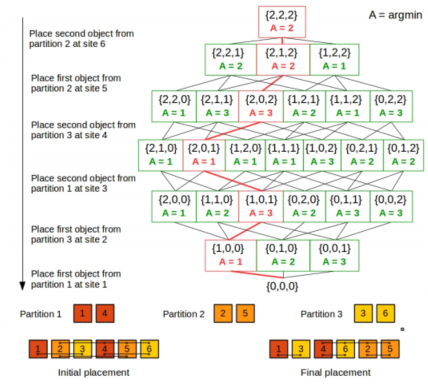 {2,2,2}
A = 2
A = argmin
Place second object from
partition 2 at site 6
{2,2,1} {2,1,2} {1,2,2}
A = 2 A = 2 A = 1
Place first object from
partition 2 at site 5
{2,2,0} {2,1,1} {2,0,2} {1,2,1} {1,1,2} {0,2,2}
A = 1 A = 3 A = 3 A = 2 A = 1 A = 3
Place second object from
partition 3 at site 4
{2,1,0} {2,0,1} {1,2,0} {1,1,1} {1,0,2} {0,2,1} {0,1,2}
A = 1 A = 1 A = 1 A = 1 A = 3 A = 2 A = 2
Place second object from
partition 1 at site 3
{2,0,0} {1,1,0} {1,0,1} {0,2,0} {0,1,1} {0,0,2}
A = 1 A = 2 A = 3 A = 2 A = 3 A = 3
Place first object from
partition 3 at site 2
{1,0,0} {0,1,0} {0,0,1}
A = 1 A = 2 A = 3
Place first object from
partition 1 at site 1
{0,0,0}
Partition 1 1 4 Partition 2 2 5 Partition 3 3 6
1 2 3 4 5 6 1 3 4 6 2 5
Initial placement Final placement